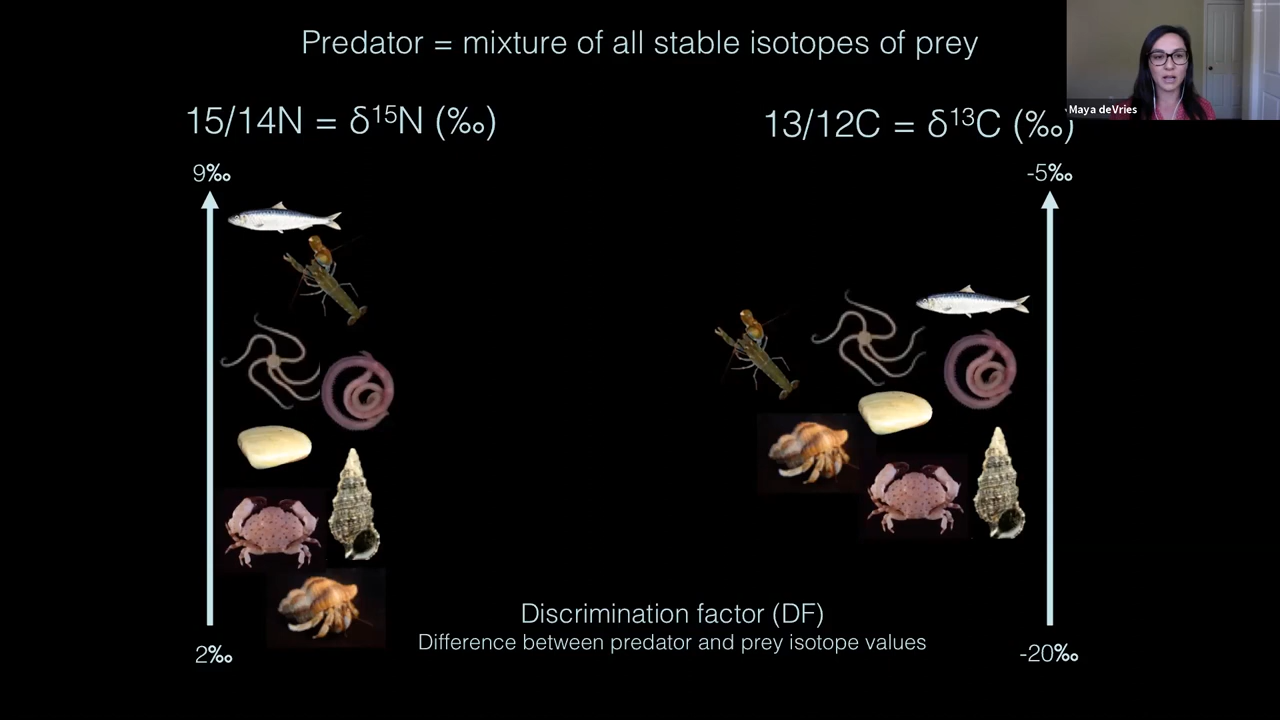 Predator = mixture of all stable isotopes of prey
Maya deVries
15/14N = δ¹⁵N (‰)
13/12C = δ¹³C (‰)
9‰
-5‰
Discrimination factor (DF)
Difference between predator and prey isotope values
2‰
-20‰